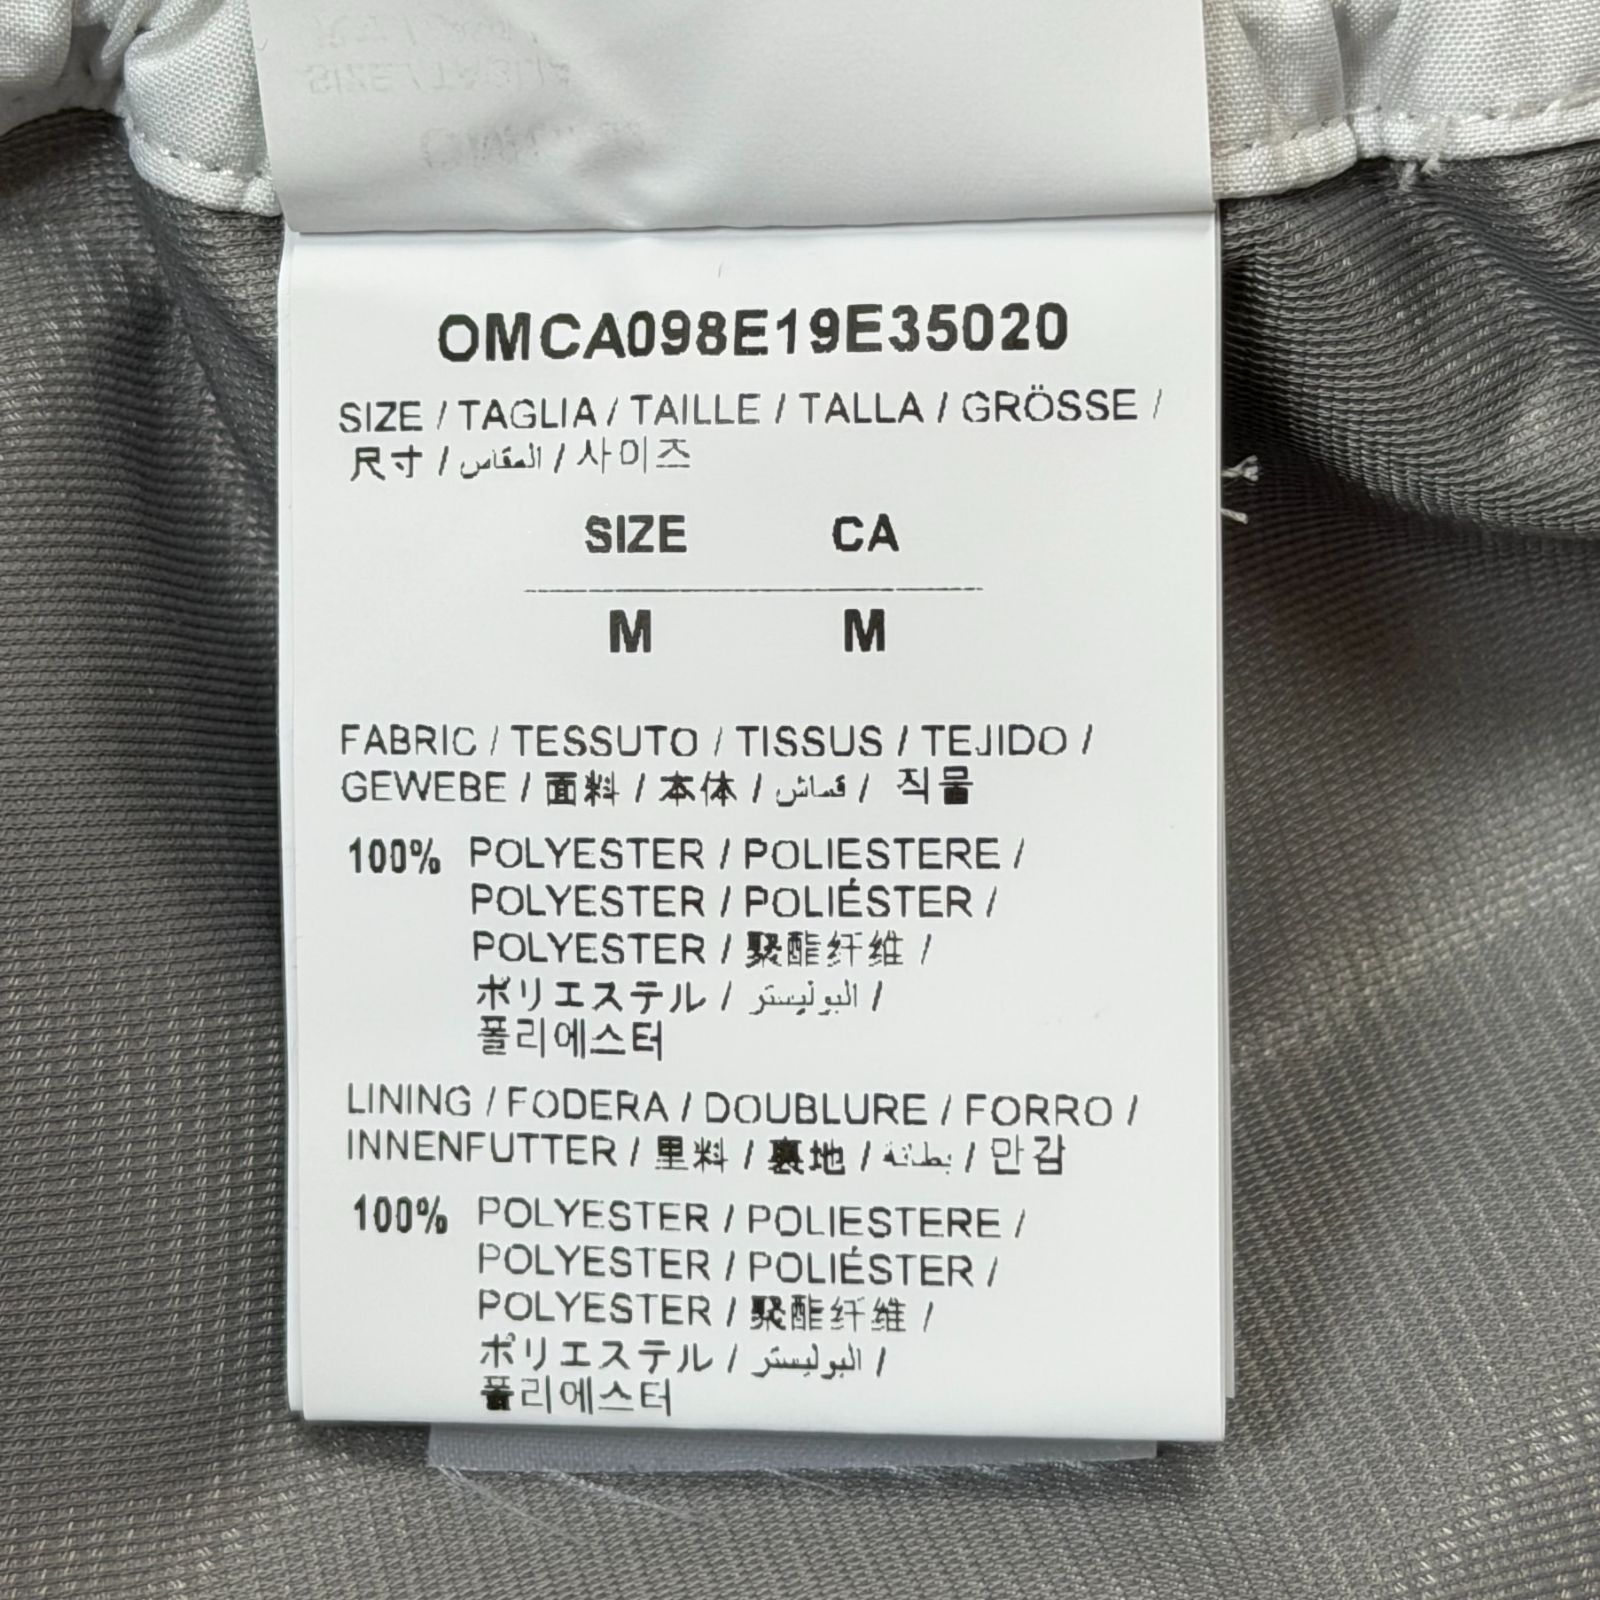 OMCA098E19E35020
SIZE / TAGLIA / TAILLE / TALLA / GRÖSSE /
尺寸 / المقاس / 사이즈
SIZE CA
M M
FABRIC / TESSUTO / TISSUS / TEJIDO /
GEWEBE / 面料 / 本体 / قماش / 직물
100% POLYESTER / POLIESTERE /
POLYESTER / POLIÉSTER /
POLYESTER / 聚酯纤维 /
ポリエステル / البوليستر /
폴리에스터
LINING / FODERA / DOUBLURE / FORRO /
INNENFUTTER / 里料 / 裏地 / بطانة / 안감
100% POLYESTER / POLIESTERE /
POLYESTER / POLIÉSTER /
POLYESTER / 聚酯纤维 /
ポリエステル / البوليستر /
폴리에스터